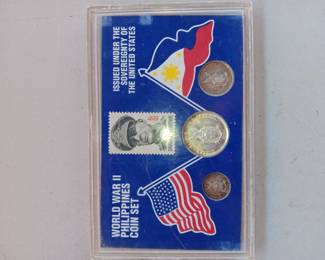 ISSUED UNDER THE
SOVEREIGNTY OF
THE UNITED STATES
WORLD WAR II
PHILIPPINES
COIN SET